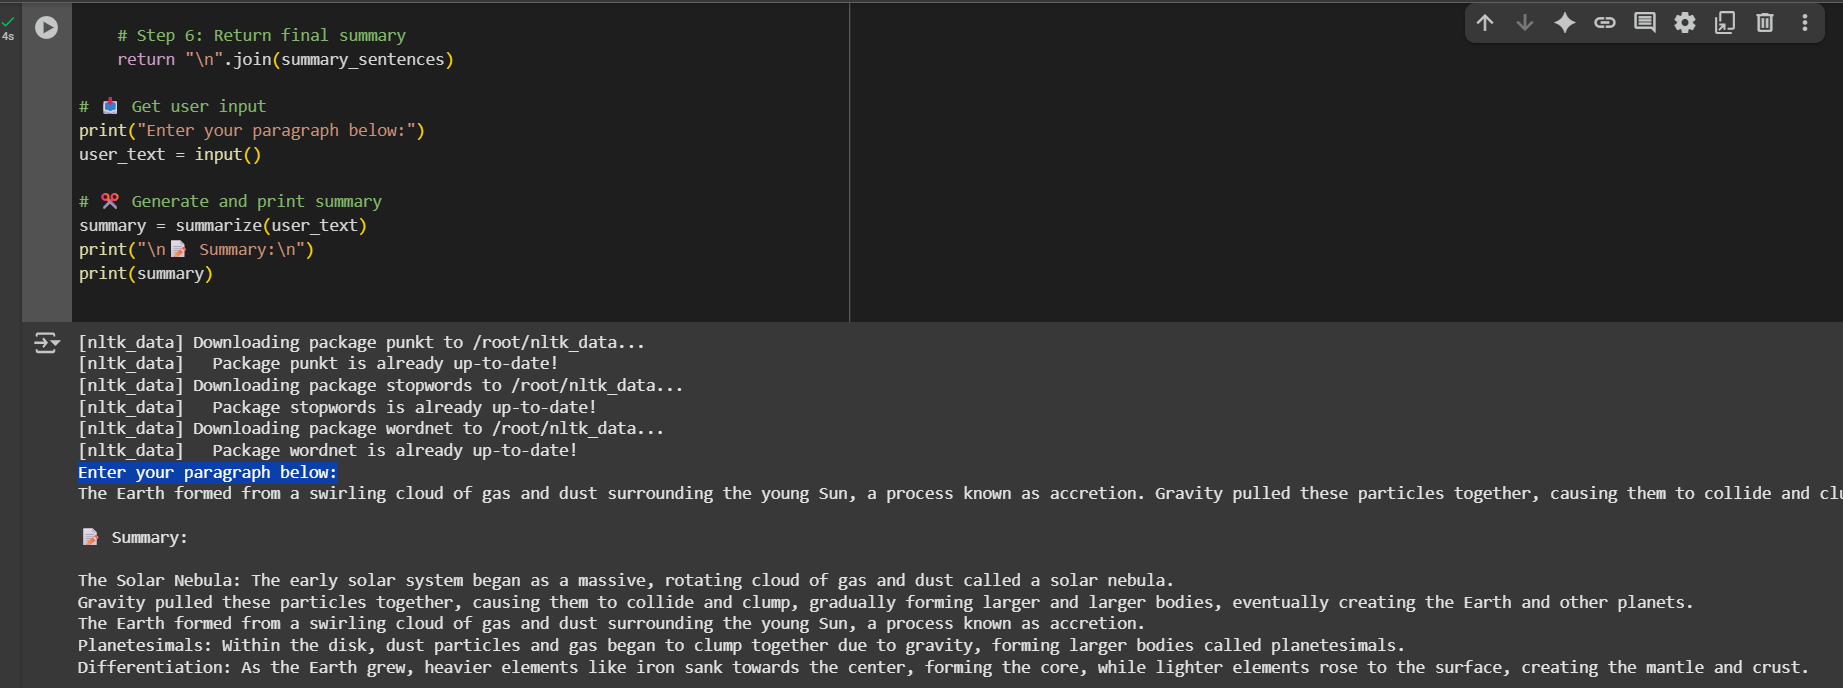 4s
# Step 6: Return final summary
return "\n".join(summary_sentences)
# 📥 Get user input
print("Enter your paragraph below:")
user_text = input()
# ✂️ Generate and print summary
summary = summarize(user_text)
print("\n📝 Summary:\n")
print(summary)
[nltk_data] Downloading package punkt to /root/nltk_data...
[nltk_data]   Package punkt is already up-to-date!
[nltk_data] Downloading package stopwords to /root/nltk_data...
[nltk_data]   Package stopwords is already up-to-date!
[nltk_data] Downloading package wordnet to /root/nltk_data...
[nltk_data]   Package wordnet is already up-to-date!
Enter your paragraph below:
The Earth formed from a swirling cloud of gas and dust surrounding the young Sun, a process known as accretion. Gravity pulled these particles together, causing them to collide and clu
📝 Summary:
The Solar Nebula: The early solar system began as a massive, rotating cloud of gas and dust called a solar nebula.
Gravity pulled these particles together, causing them to collide and clump, gradually forming larger and larger bodies, eventually creating the Earth and other planets.
The Earth formed from a swirling cloud of gas and dust surrounding the young Sun, a process known as accretion.
Planetesimals: Within the disk, dust particles and gas began to clump together due to gravity, forming larger bodies called planetesimals.
Differentiation: As the Earth grew, heavier elements like iron sank towards the center, forming the core, while lighter elements rose to the surface, creating the mantle and crust.